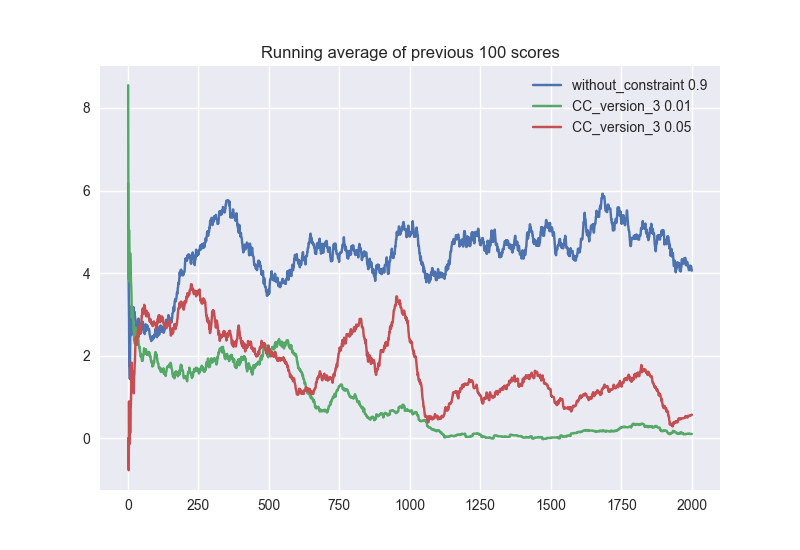 Running average of previous 100 scores
without_constraint 0.9
CC_version_3 0.01
CC_version_3 0.05
8
6
4
2
0
0 250 500 750 1000 1250 1500 1750 2000